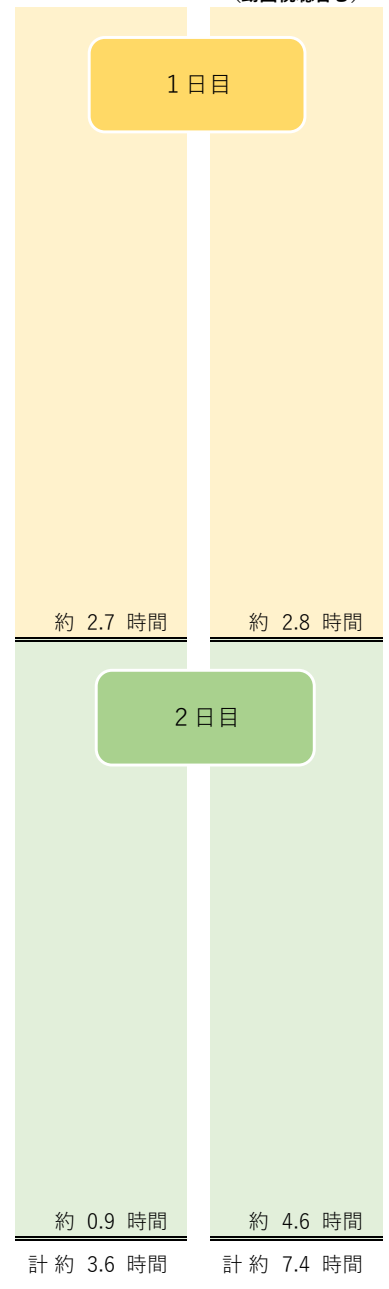 1日目
約 2.7 時間 約 2.8 時間
2日目
約 0.9 時間 約 4.6 時間
計 約 3.6 時間 計 約 7.4 時間